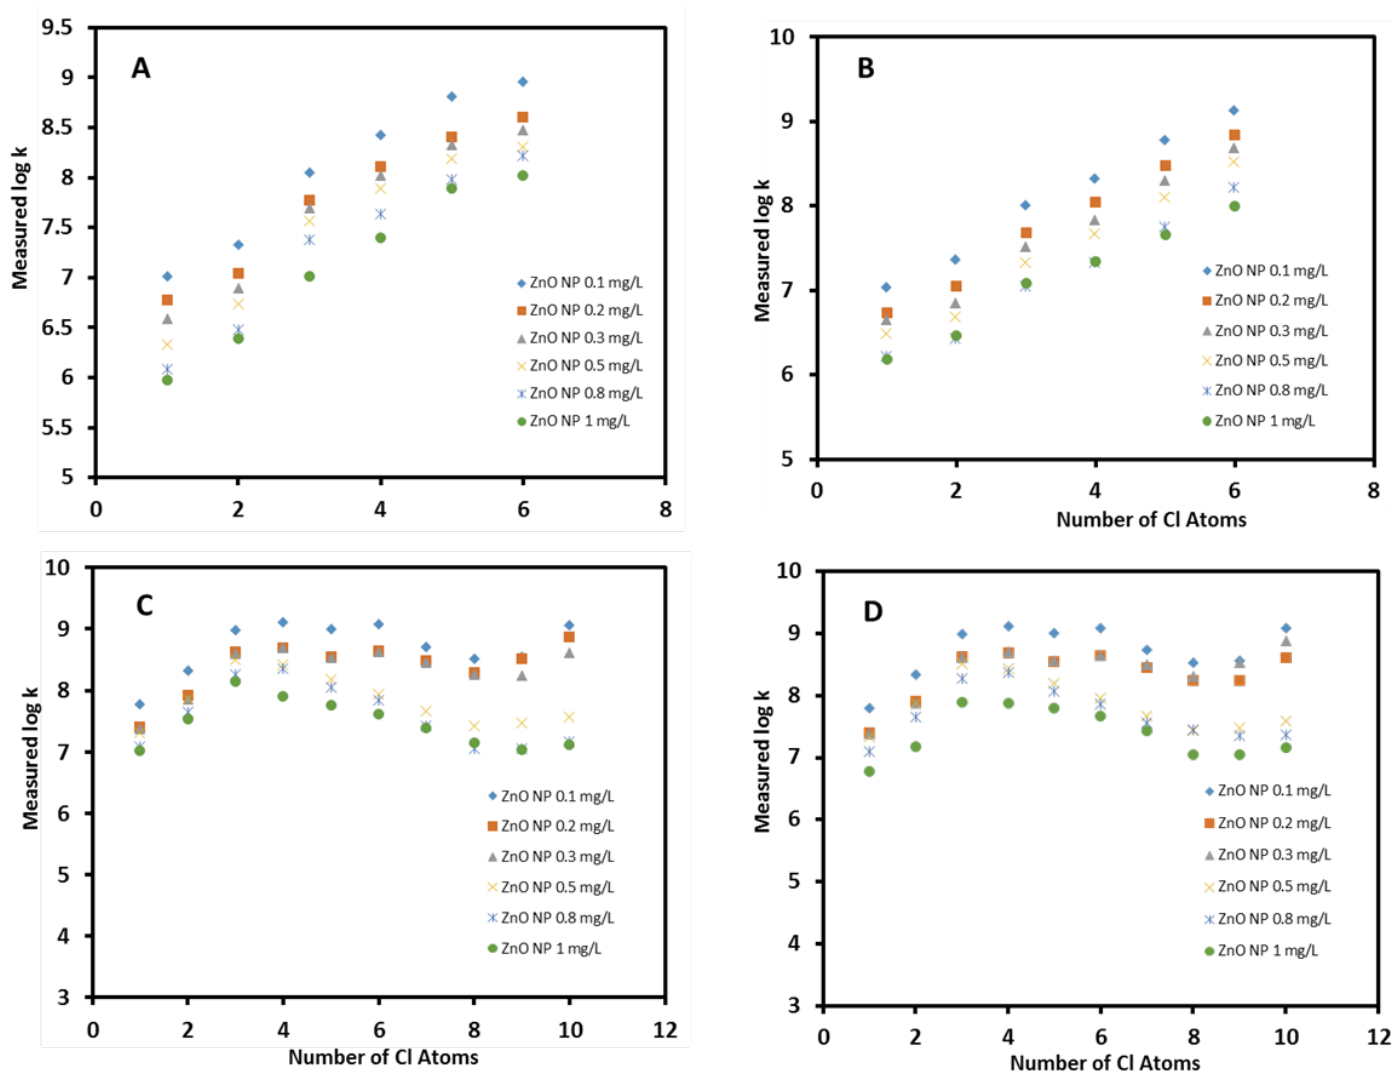 A
9.5
9
8.5
8
7.5
7
6.5
6
5.5
5
Measured log k
0
2
4
6
8
ZnO NP 0.1 mg/L
ZnO NP 0.2 mg/L
ZnO NP 0.3 mg/L
ZnO NP 0.5 mg/L
ZnO NP 0.8 mg/L
ZnO NP 1 mg/L
B
10
9
8
7
6
5
Measured log k
0
2
4
6
8
Number of Cl Atoms
ZnO NP 0.1 mg/L
ZnO NP 0.2 mg/L
ZnO NP 0.3 mg/L
ZnO NP 0.5 mg/L
ZnO NP 0.8 mg/L
ZnO NP 1 mg/L
C
10
9
8
7
6
5
4
3
Measured log k
0
2
4
6
8
10
12
Number of Cl Atoms
ZnO NP 0.1 mg/L
ZnO NP 0.2 mg/L
ZnO NP 0.3 mg/L
ZnO NP 0.5 mg/L
ZnO NP 0.8 mg/L
ZnO NP 1 mg/L
D
10
9
8
7
6
5
4
3
Measured log k
0
2
4
6
8
10
12
Number of Cl Atoms
ZnO NP 0.1 mg/L
ZnO NP 0.2 mg/L
ZnO NP 0.3 mg/L
ZnO NP 0.5 mg/L
ZnO NP 0.8 mg/L
ZnO NP 1 mg/L